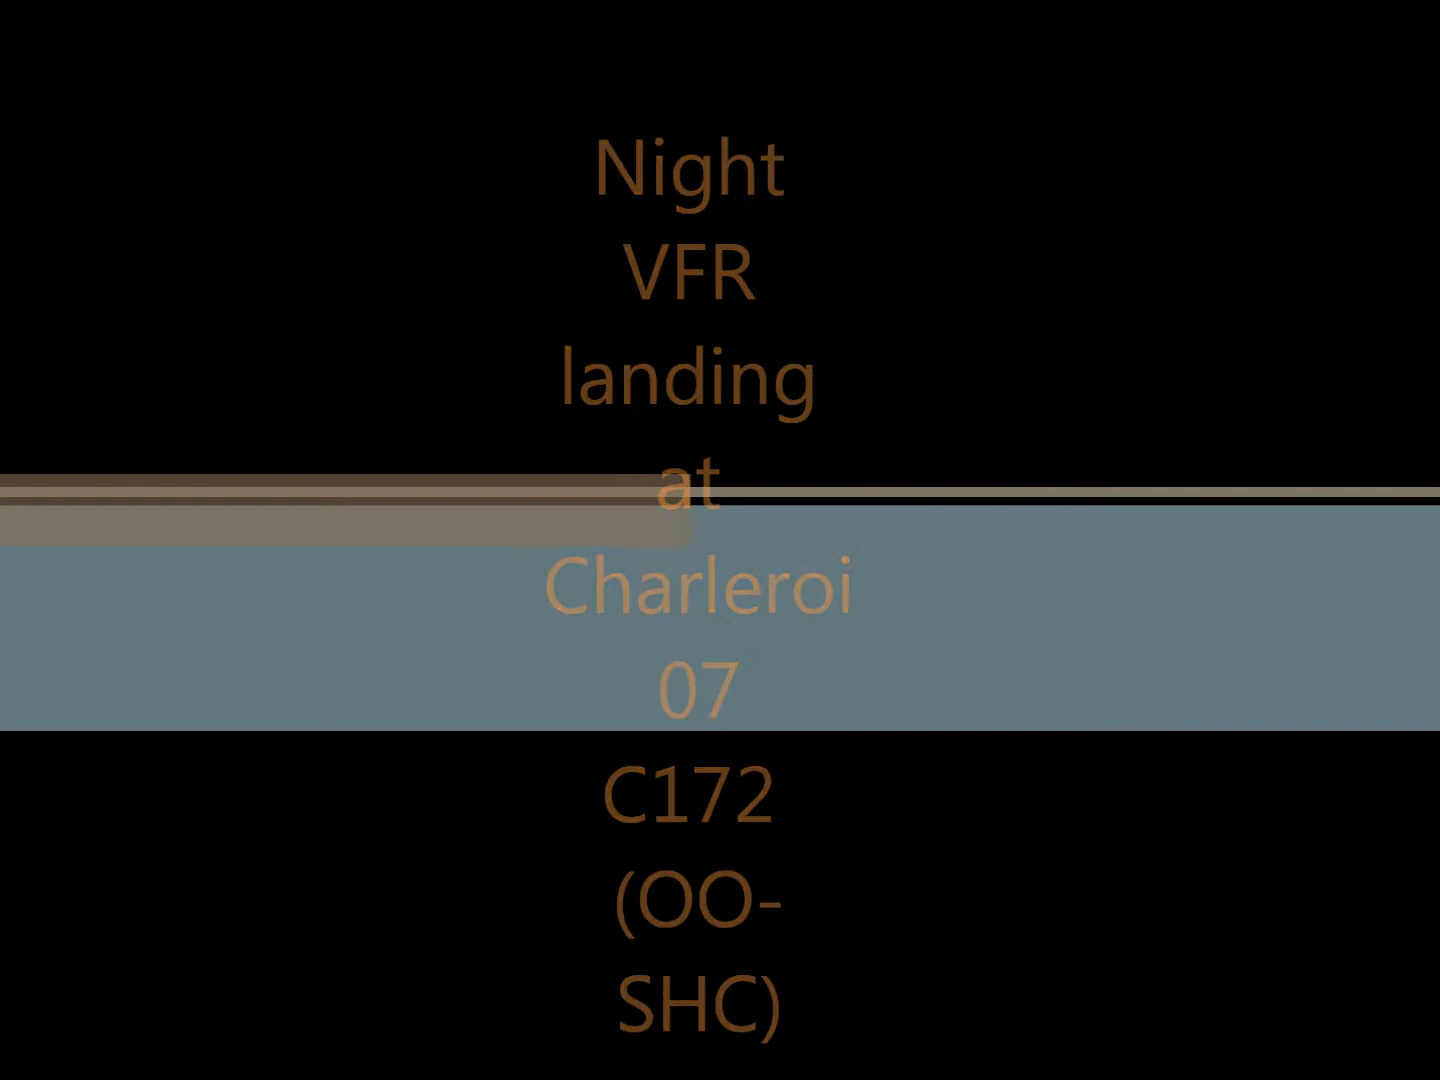 Night
VFR
landing
at
Charleroi
07
C172
(OO-
SHC)